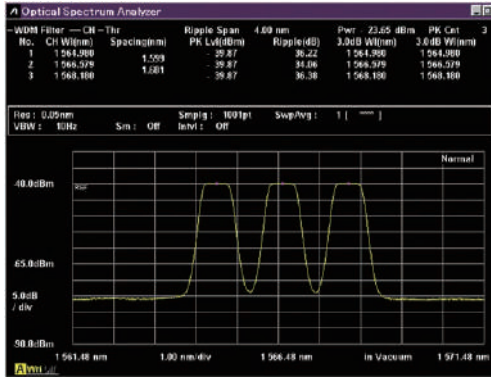 Optical Spectrum Analyzer
WDM Filter — CH — Thr Ripple Span 4.00 nm Pwr - 23.65 dBm PK Cnt 3
No. CH Wl(nm) Spacing(nm) PK Lvl(dBm) Ripple(dB) 3.0dB Wl(nm) 3.0dB Wl(nm)
1 1 564.980 - 39.87 36.22 1 564.980 1 564.980
1.599
2 1 566.579 - 39.87 34.06 1 566.579 1 566.579
1.601
3 1 568.180 - 39.87 36.38 1 568.180 1 568.180
Res : 0.05nm Smplg : 1001pt Swp/Avg : 1 [ ---- ]
VBW : 10Hz Sm : Off Intvl : Off
Normal
-40.0dBm
-65.0dBm
5.0dB
/ div
-90.0dBm
1 561.48 nm 1.00 nm/div 1 566.48 nm in Vacuum 1 571.48 nm
A Wri